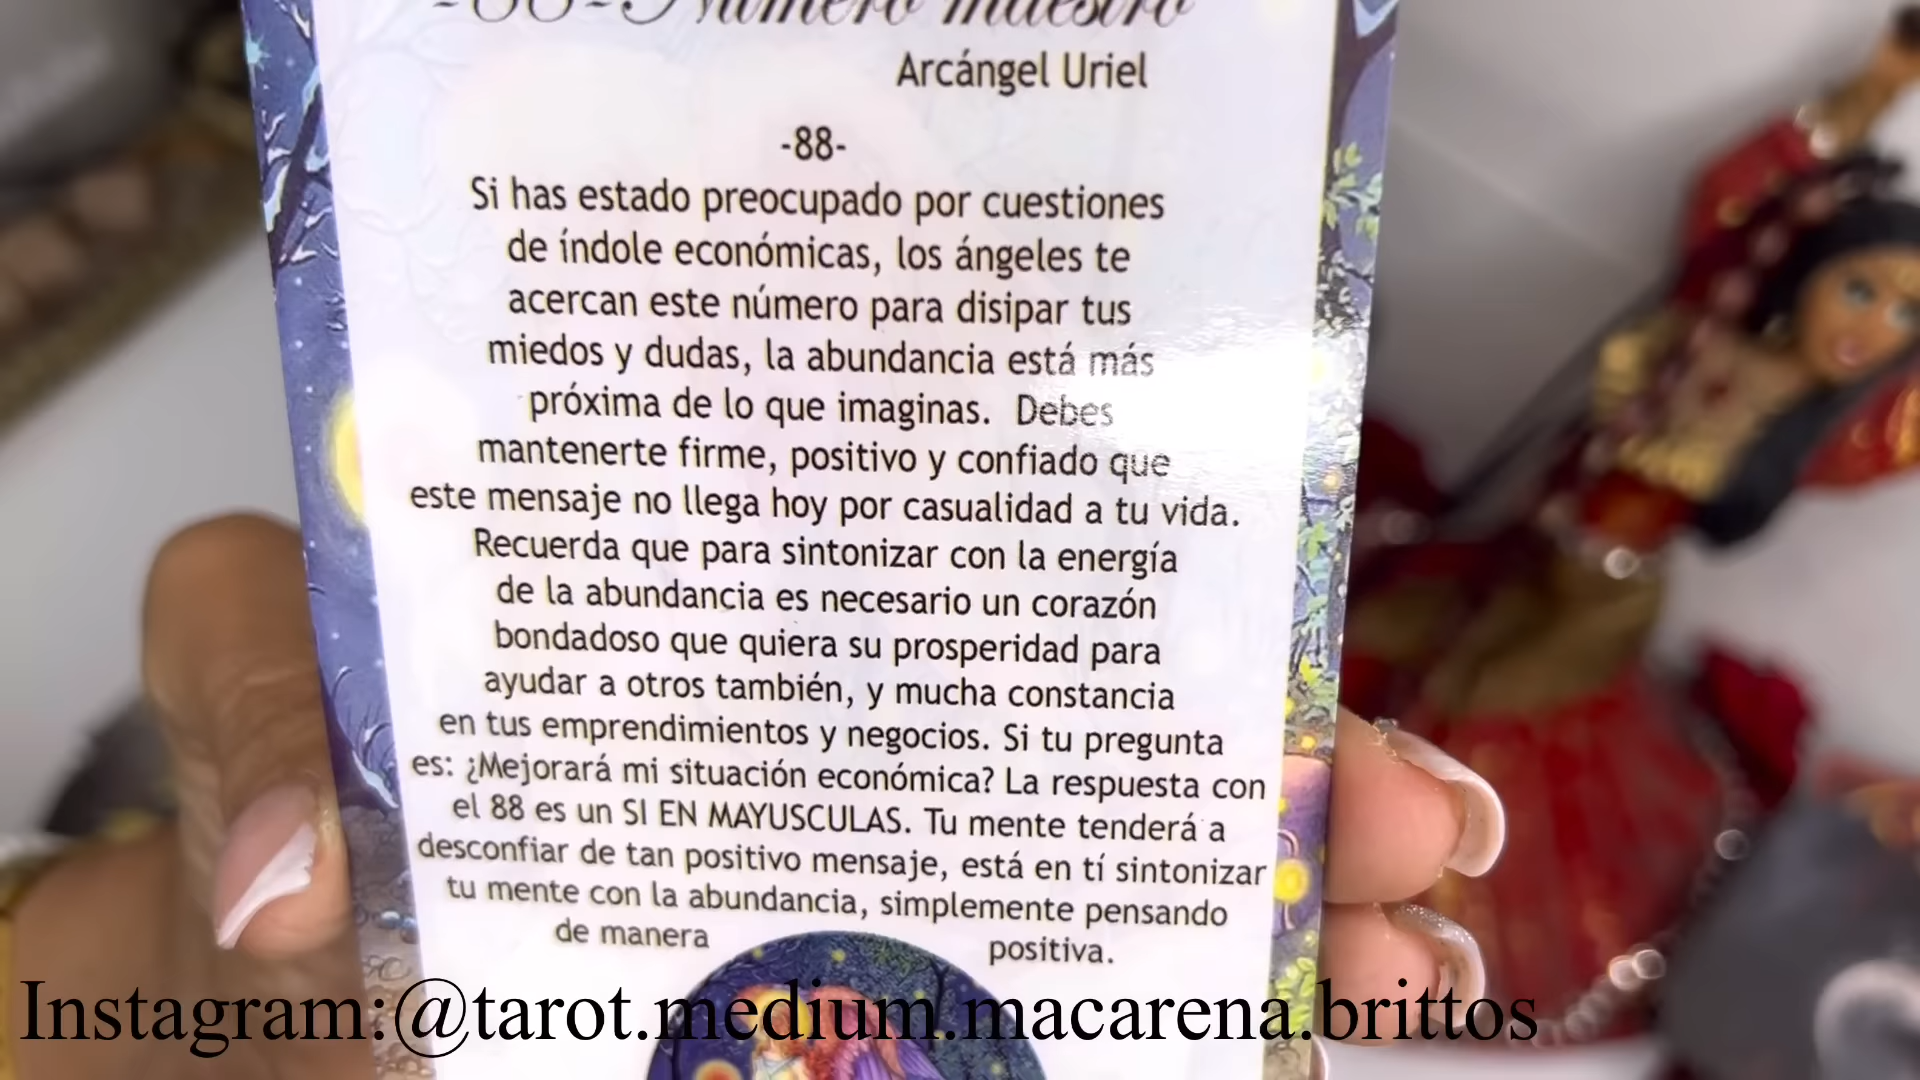 -88-Número maestro
Arcángel Uriel
-88-
Si has estado preocupado por cuestiones
de índole económicas, los ángeles te
acercan este número para disipar tus
miedos y dudas, la abundancia está más
próxima de lo que imaginas. Debes
mantenerte firme, positivo y confiado que
este mensaje no llega hoy por casualidad a tu vida.
Recuerda que para sintonizar con la energía
de la abundancia es necesario un corazón
bondadoso que quiera su prosperidad para
ayudar a otros también, y mucha constancia
en tus emprendimientos y negocios. Si tu pregunta
es: ¿Mejorará mi situación económica? La respuesta con
el 88 es un SI EN MAYUSCULAS. Tu mente tenderá a
desconfiar de tan positivo mensaje, está en tí sintonizar
tu mente con la abundancia, simplemente pensando
de manera positiva.
Instagram:@tarot.medium.macarena.brittos